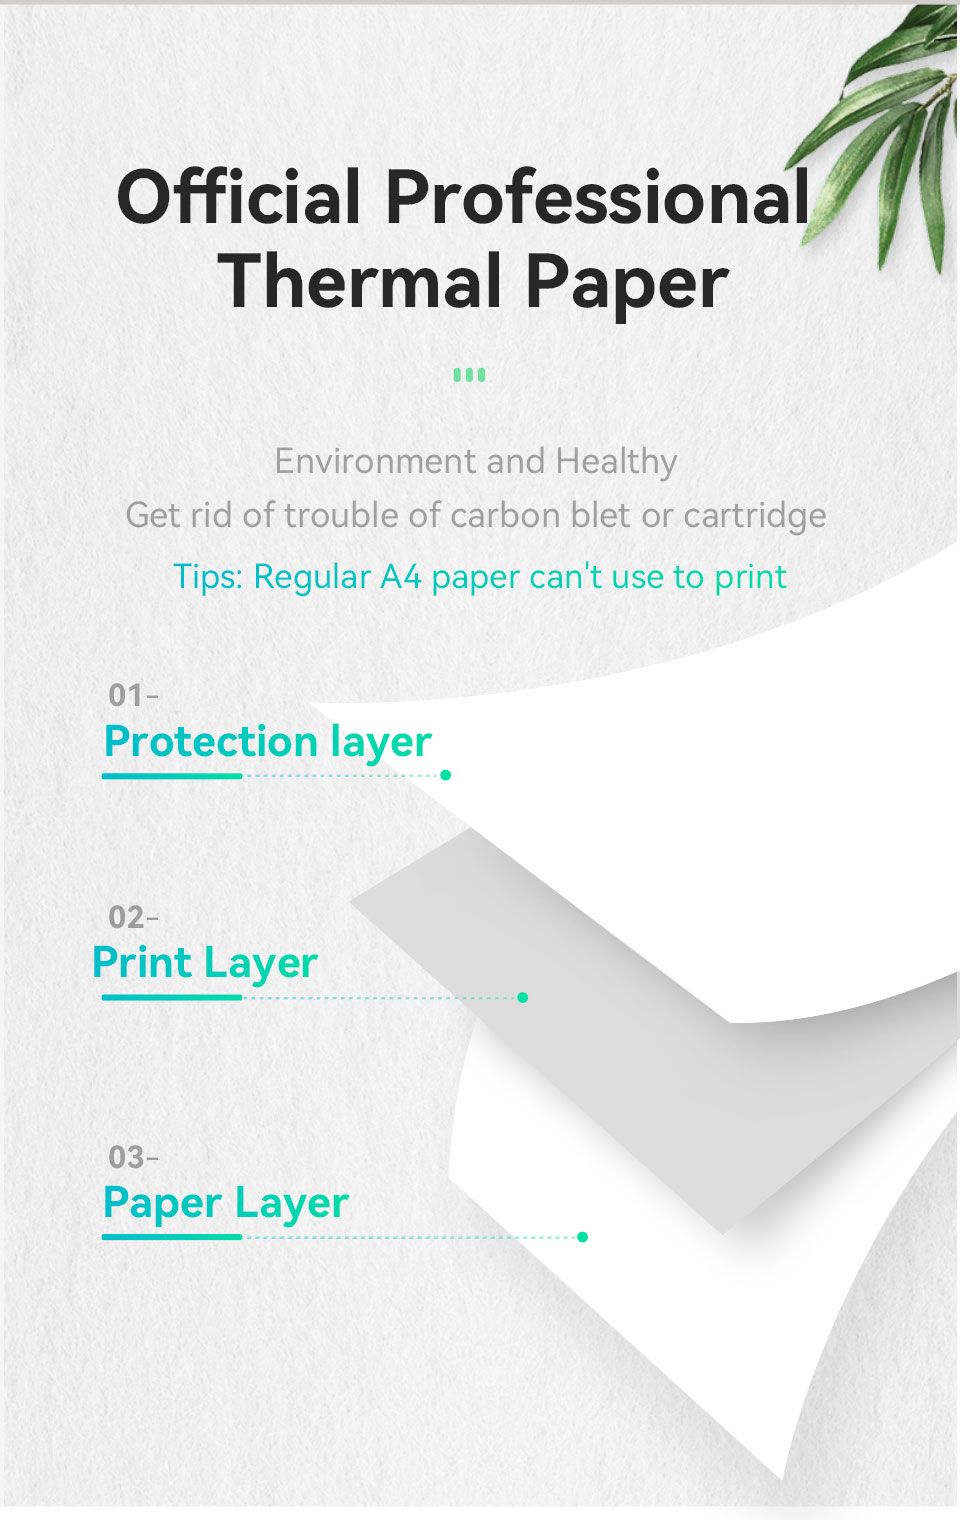 Official Professional
Thermal Paper
Environment and Healthy
Get rid of trouble of carbon blet or cartridge
Tips: Regular A4 paper can't use to print
01-
Protection layer
02-
Print Layer
03-
Paper Layer